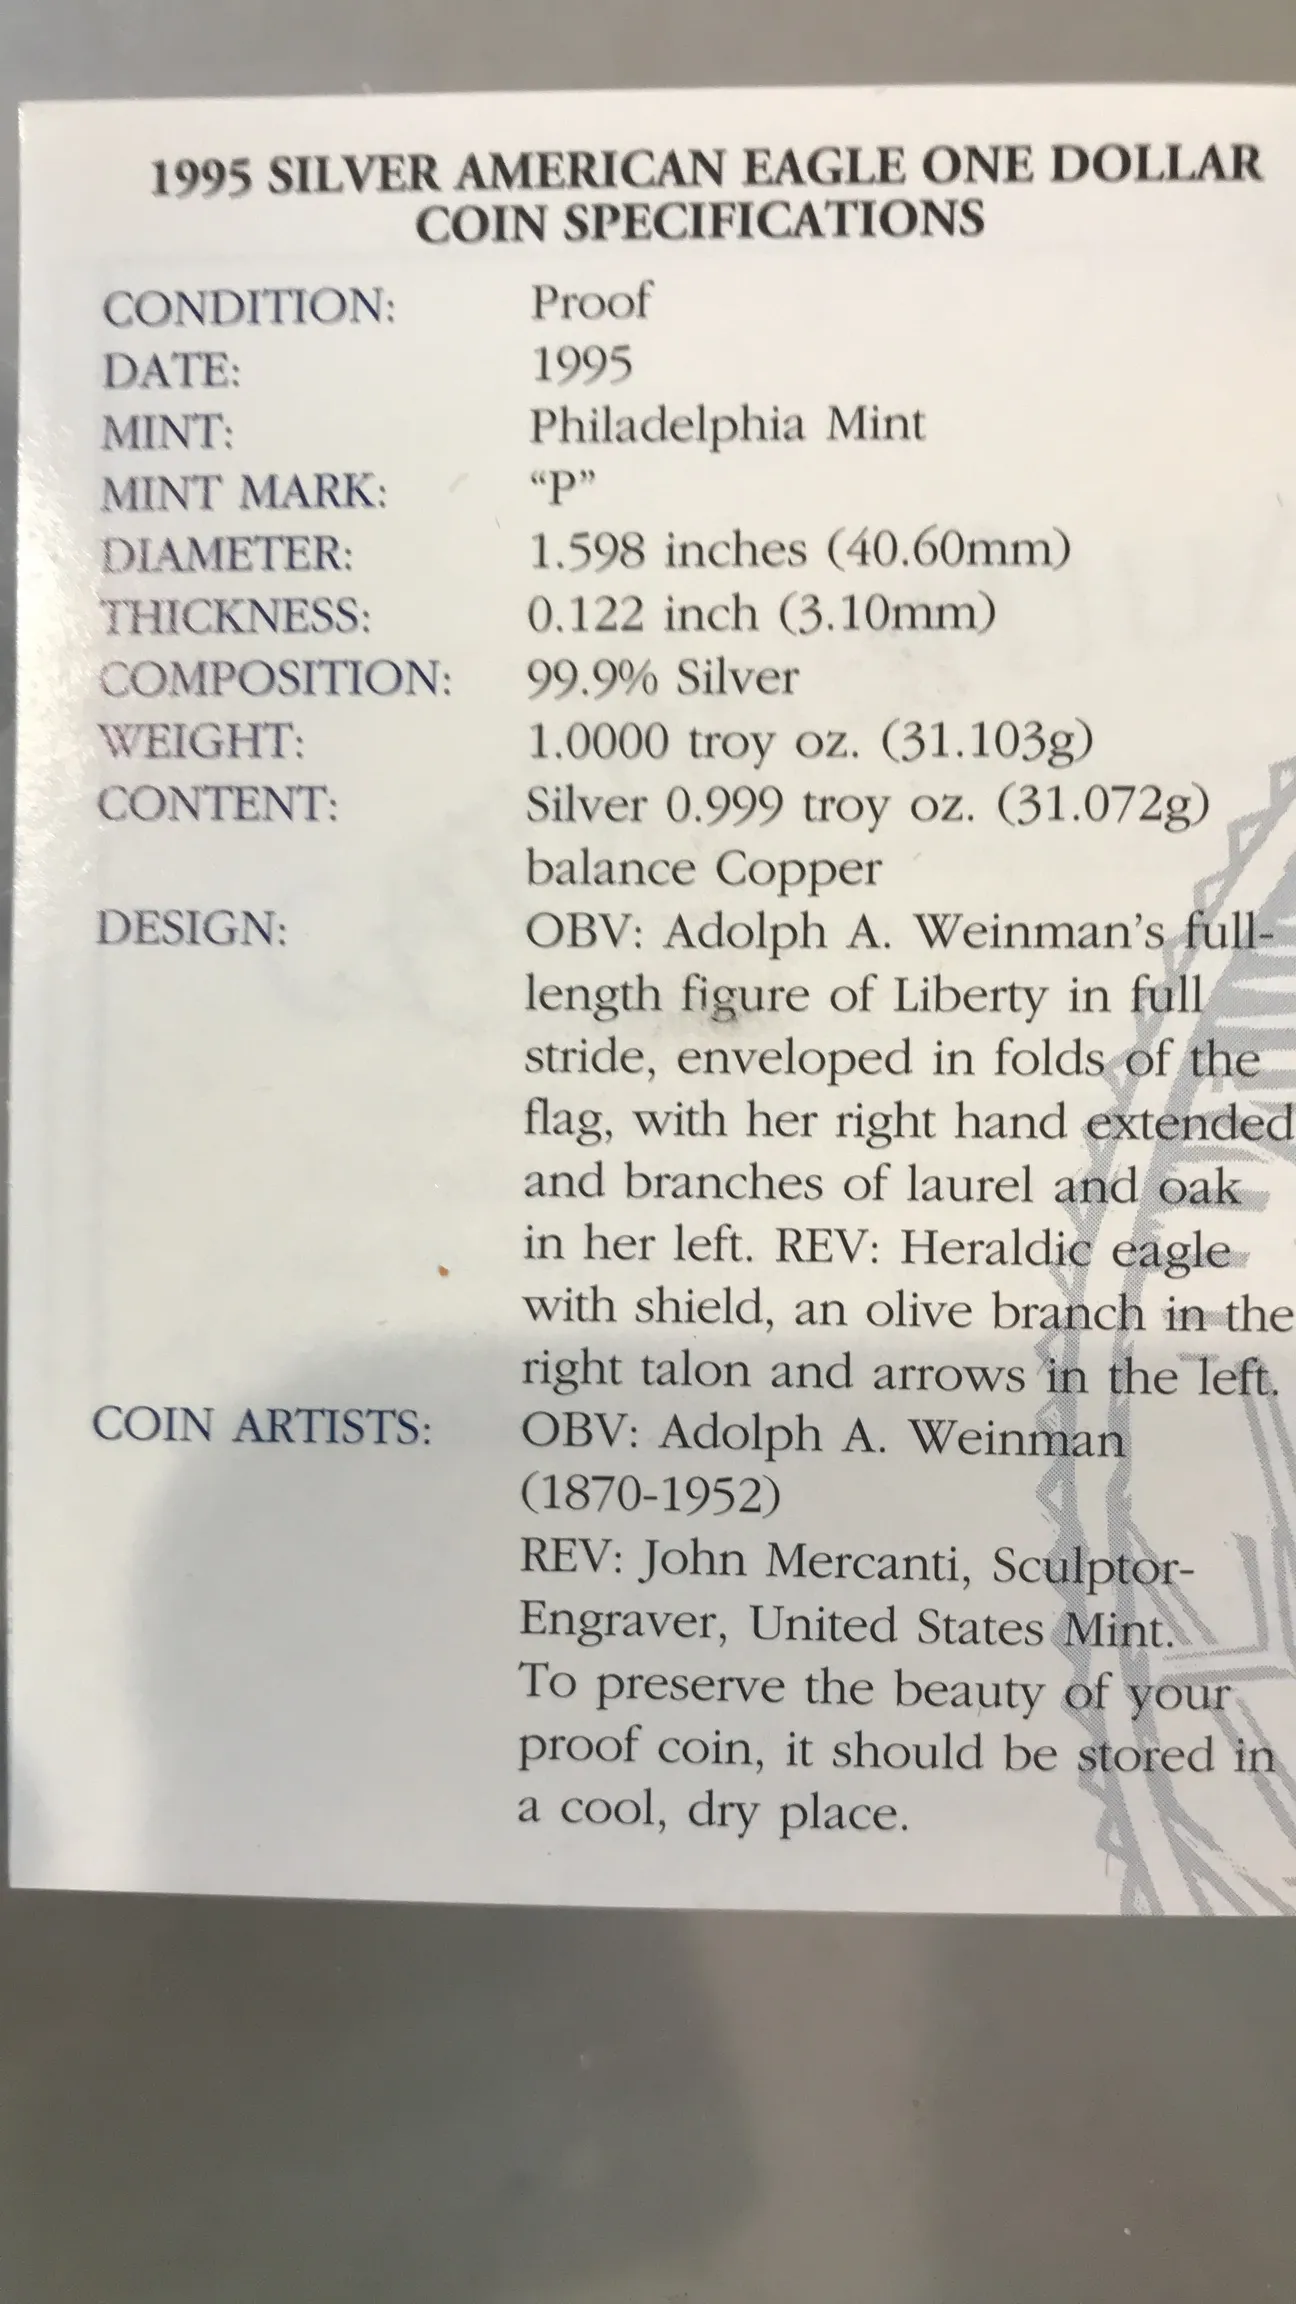 1995 SILVER AMERICAN EAGLE ONE DOLLAR
COIN SPECIFICATIONS
CONDITION: Proof
DATE: 1995
MINT: Philadelphia Mint
MINT MARK: “P”
DIAMETER: 1.598 inches (40.60mm)
THICKNESS: 0.122 inch (3.10mm)
COMPOSITION: 99.9% Silver
WEIGHT: 1.0000 troy oz. (31.103g)
CONTENT: Silver 0.999 troy oz. (31.072g)
balance Copper
DESIGN: OBV: Adolph A. Weinman’s full-
length figure of Liberty in full
stride, enveloped in folds of the
flag, with her right hand extended
and branches of laurel and oak
in her left. REV: Heraldic eagle
with shield, an olive branch in the
right talon and arrows in the left.
COIN ARTISTS: OBV: Adolph A. Weinman
(1870-1952)
REV: John Mercanti, Sculptor-
Engraver, United States Mint.
To preserve the beauty of your
proof coin, it should be stored in
a cool, dry place.